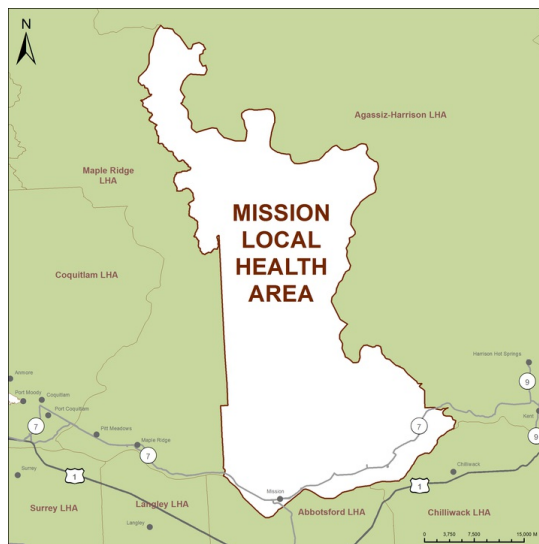 N
Agassiz-Harrison LHA
Maple Ridge
LHA
MISSION
LOCAL
HEALTH
AREA
Coquitlam LHA
Harrison Hot Springs
Anmore
9
Port Moody
Coquitlam
Kent
Port Coquitlam
7
7
Pitt Meadows
9
Maple Ridge
7
Surrey
1
Chilliwack
1
Mission
Surrey LHA
Langley LHA
Abbotsford LHA
Chilliwack LHA
Langley
0 3,750 7,500 15,000 M